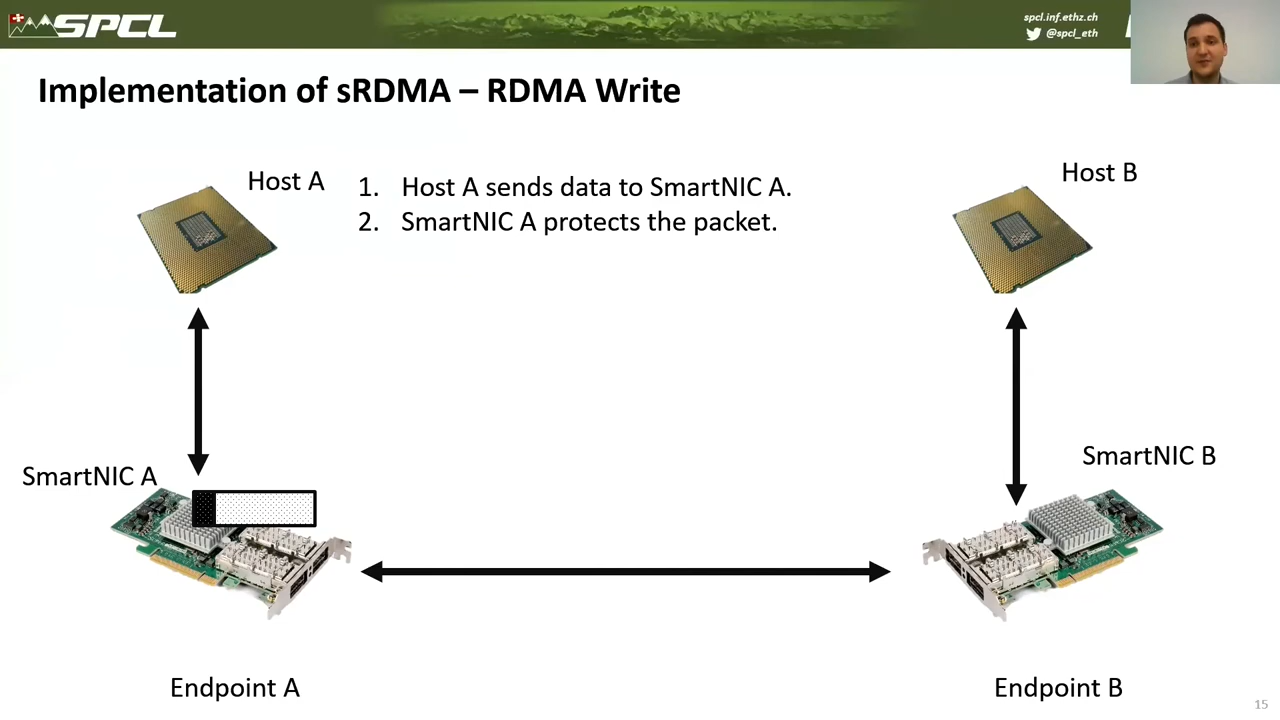 SPCL
spcl.inf.ethz.ch
@spcl_eth
Implementation of sRDMA – RDMA Write
Host A
1. Host A sends data to SmartNIC A.
2. SmartNIC A protects the packet.
Host B
SmartNIC A
SmartNIC B
Endpoint A
Endpoint B
15